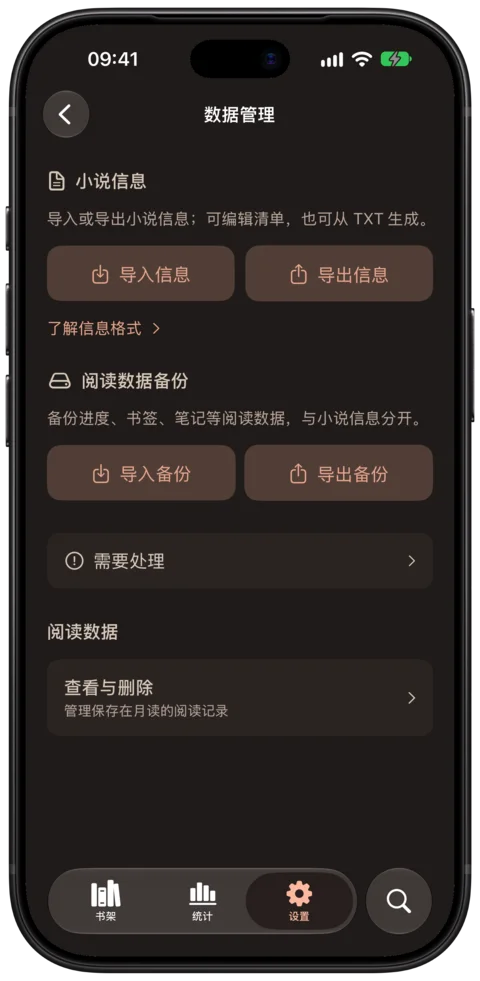 09:41
数据管理
小说信息
导入或导出小说信息；可编辑清单，也可从 TXT 生成。
导入信息
导出信息
了解信息格式
阅读数据备份
备份进度、书签、笔记等阅读数据，与小说信息分开。
导入备份
导出备份
需要处理
阅读数据
查看与删除
管理保存在月读的阅读记录
书架
统计
设置